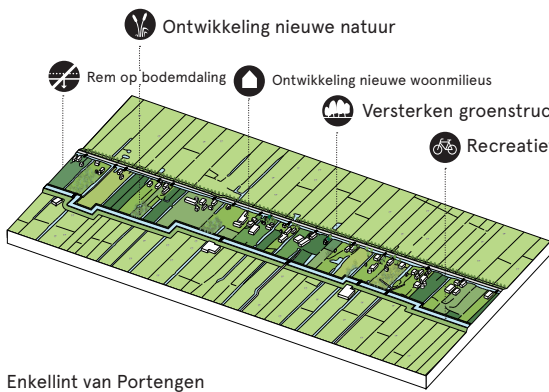 Ontwikkeling nieuwe natuur
Rem op bodemdaling
Ontwikkeling nieuwe woonmilieus
Versterken groenstruc
Recreatie
Enkellint van Portengen